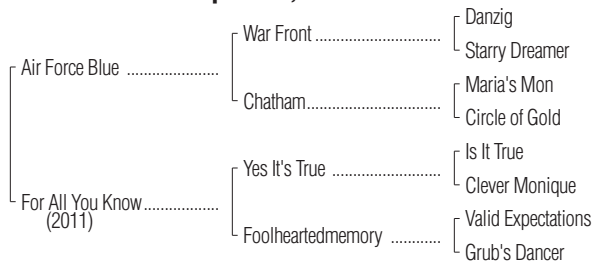 Danzig
War Front ........................................
Starry Dreamer
Air Force Blue ......................
Maria's Mon
Chatham..........................................
Circle of Gold
Is It True
Yes It's True ...................................
Clever Monique
For All You Know..................
(2011)
Valid Expectations
Foolheartedmemory ............
Grub's Dancer